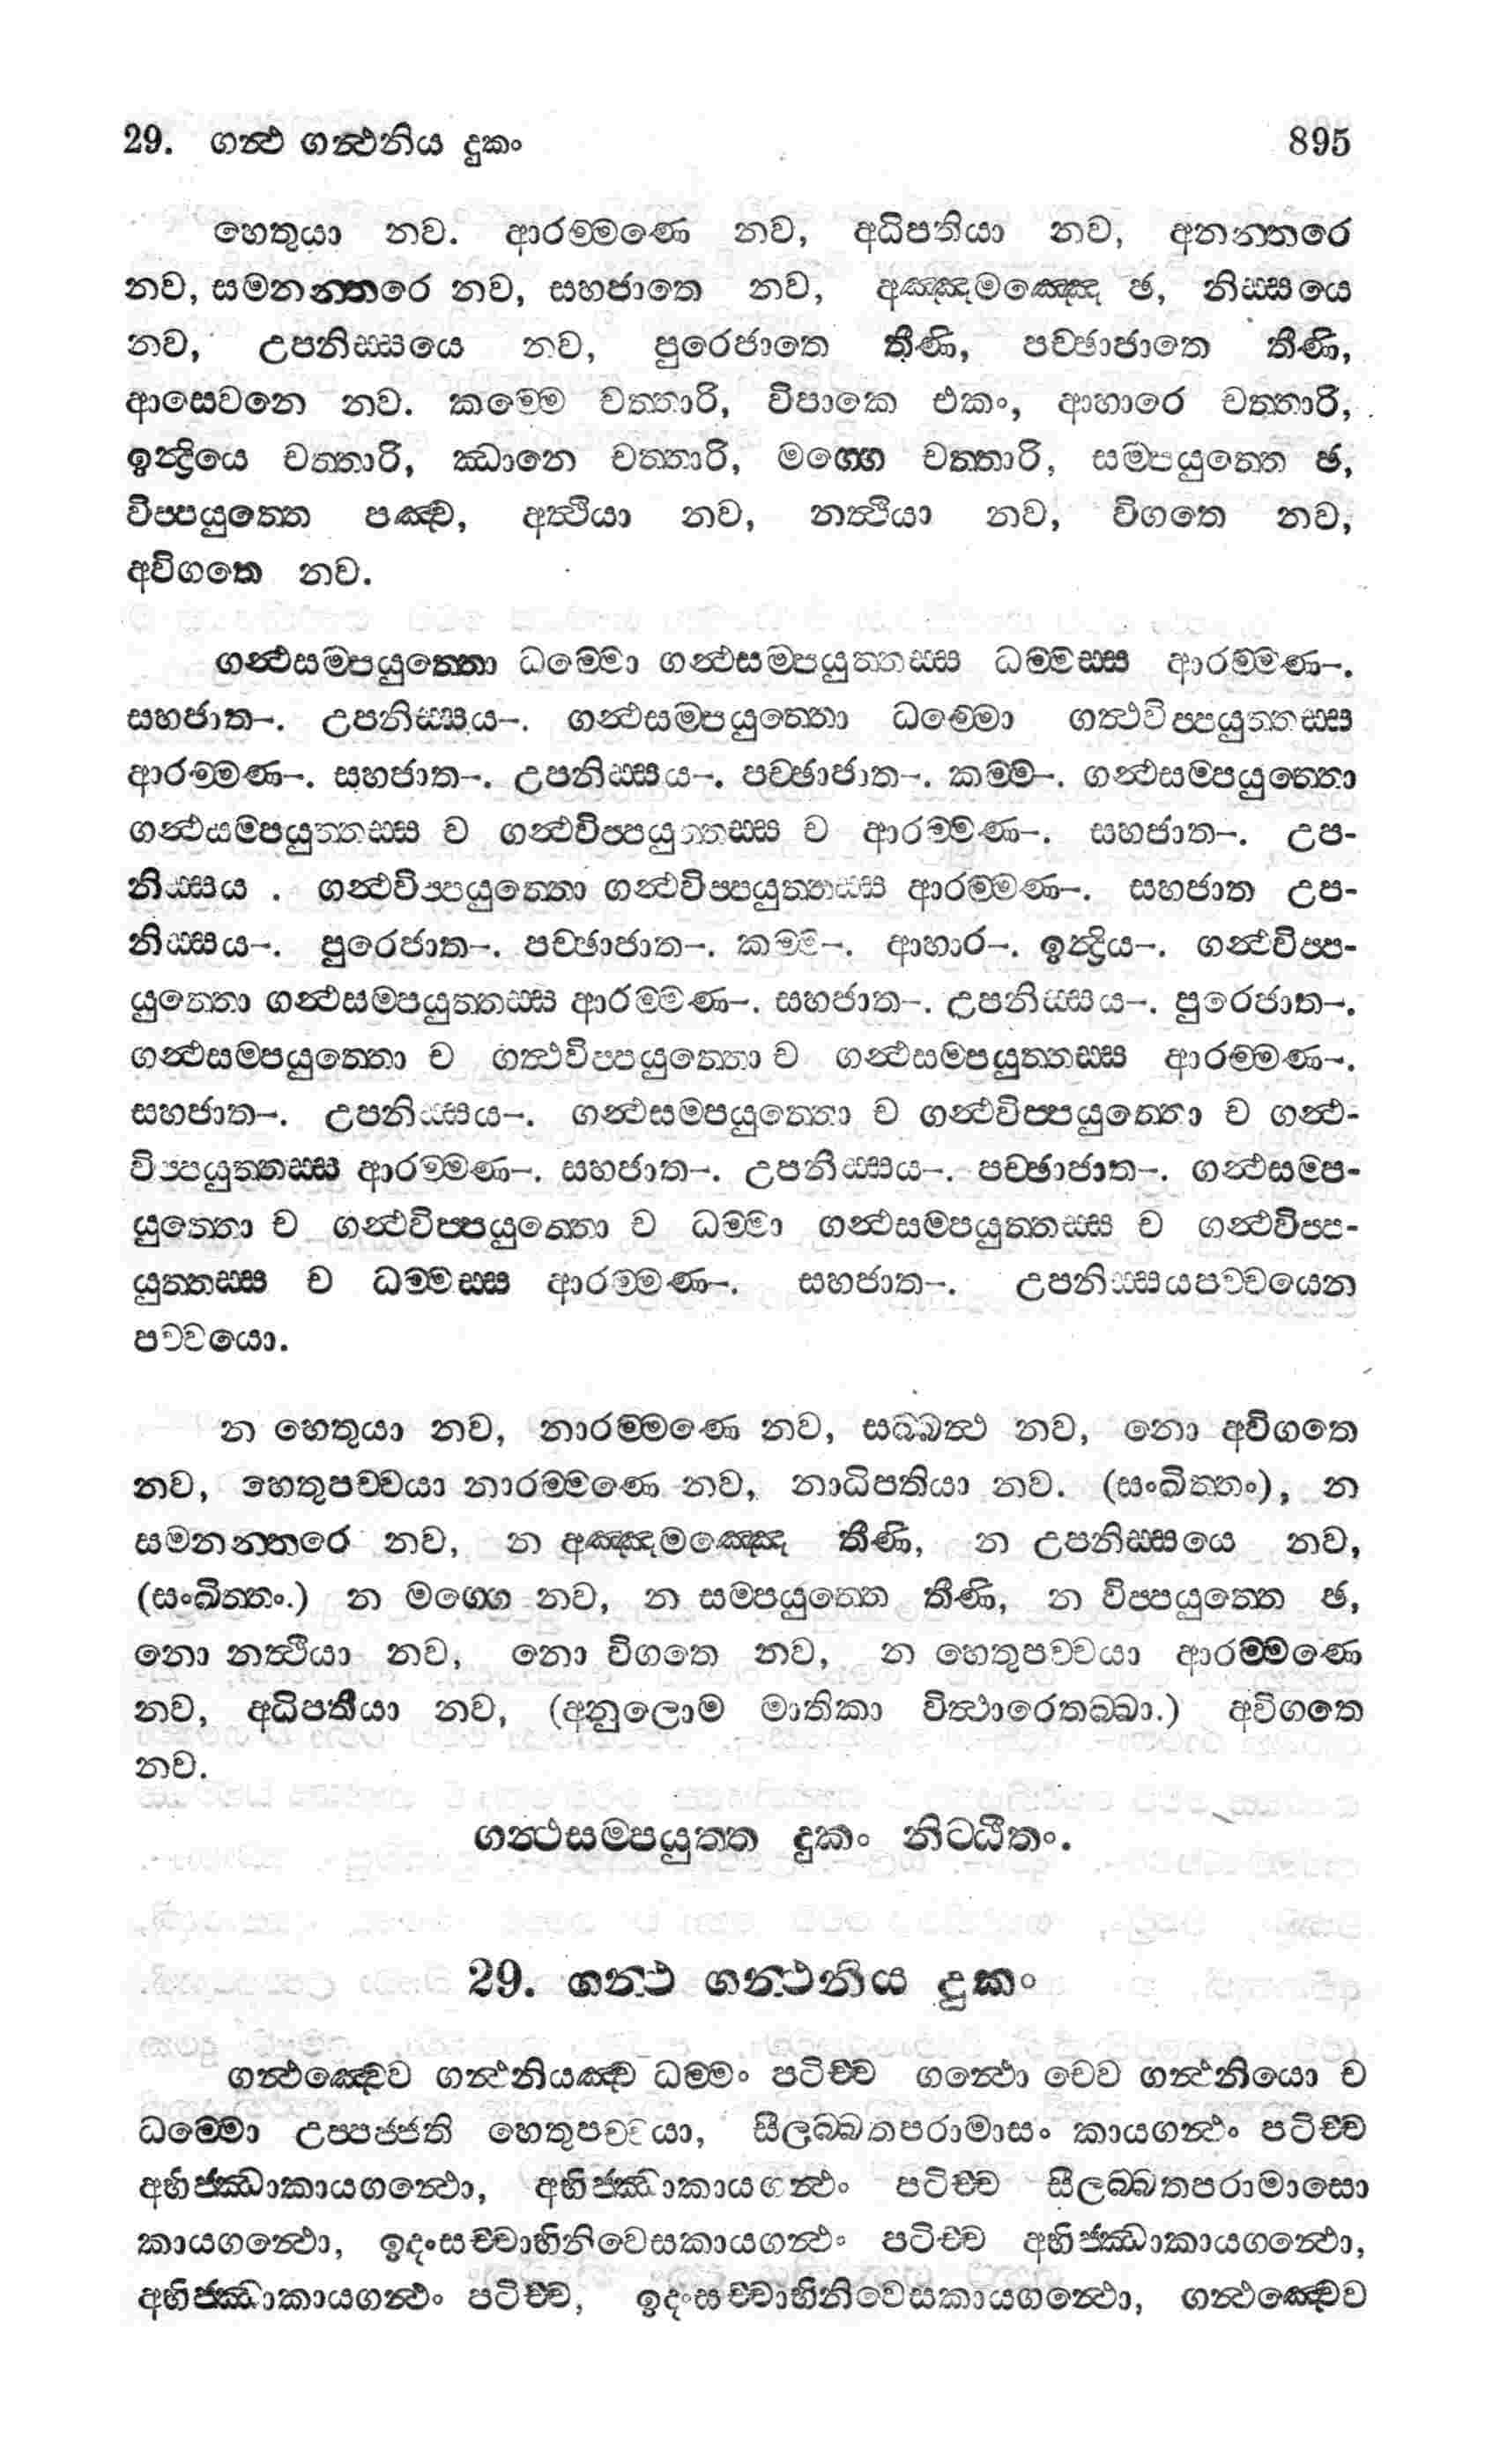 29. ගන්‍ථ ගන්‍ථනිය දුකං 895
හෙතුයා නව. ආරම්මණෙ නව, අධිපතියා නව, අනන්තරෙ
නව, සමනන්තරෙ නව, සහජාතෙ නව, අඤ්ඤමඤ්ඤෙ ඡ, නිස්සයෙ
නව, උපනිස්සයෙ නව, පුරෙජාතෙ තීණි, පච්ඡාජාතෙ තීණි,
ආසෙවනෙ නව. කම්මෙ චත්තාරි, විපාකෙ එකං, ආහාරෙ චත්තාරි,
ඉන්ද්‍රියෙ චත්තාරි, ඣානෙ චත්තාරි, මග්ගෙ චත්තාරි, සම්පයුත්තෙ ඡ,
විප්පයුත්තෙ පඤ්ච, අත්‍ථියා නව, නත්‍ථියා නව, විගතෙ නව,
අවිගතෙ නව.
ගන්‍ථසම්පයුත්තො ධම්මො ගන්‍ථසම්පයුත්තස්ස ධම්මස්ස ආරම්මණ–.
සහජාත–. උපනිස්සය–. ගන්‍ථසම්පයුත්තො ධම්මො ගත්‍ථවිප්පයුත්තස්ස
ආරම්මණ–. සහජාත–. උපනිස්සය–. පච්ඡාජාත–. කම්ම–. ගන්‍ථසම්පයුත්තො
ගන්‍ථයම්පයුත්තස්ස ච ගන්‍ථවිප්පයුත්තස්ස ච ආරම්මණ–. සහජාත–. උප-
නිස්සය . ගන්‍ථවිප්පයුත්තො ගන්‍ථවිප්පයුත්තස්ස ආරම්මණ–. සහජාත උප-
නිස්සය–. පුරෙජාත–. පච්ඡාජාත–. කම්ම–. ආහාර–. ඉන්ද්‍රිය–. ගන්‍ථවිප්ප-
යුත්තො ගන්‍ථසම්පයුත්තස්ස ආරම්මණ–. සහජාත–. උපනිස්සය–. පුරෙජාත–.
ගන්‍ථසම්පයුත්තො ච ගත්‍ථවිප්පයුත්තො ච ගන්‍ථසම්පයුත්තස්ස ආරම්මණ–.
සහජාත–. උපනිස්සය–. ගන්‍ථසම්පයුත්තො ච ගන්‍ථවිප්පයුත්තො ච ගන්‍ථ-
විප්පයුත්තස්ස ආරම්මණ–. සහජාත–. උපනිස්සය–. පච්ඡාජාත–. ගන්‍ථසම්ප-
යුත්තො ච ගන්‍ථවිප්පයුත්තො ච ධම්මා ගන්‍ථසම්පයුත්තස්ස ච ගන්‍ථවිප්ප-
යුත්තස්ස ච ධම්මස්ස ආරම්මණ–. සහජාත–. උපනිස්සයපච්චයෙන
පච්චයො.
න හෙතුයා නව, නාරම්මණෙ නව, සබ්බත්‍ථ නව, නො අවිගතෙ
නව, හෙතුපච්චයා නාරම්මණෙ නව, නාධිපතියා නව. (සංඛිත්තං), න
සමනන්තරෙ නව, න අඤ්ඤමඤ්ඤෙ තීණි, න උපනිස්සයෙ නව,
(සංඛිත්තං.) න මග්ගෙ නව, න සම්පයුත්තෙ තීණි, න විප්පයුත්තෙ ඡ,
නො නත්‍ථියා නව, නො විගතෙ නව, න හෙතුපච්චයා ආරම්මණෙ
නව, අධිපතියා නව, (අනුලොම මාතිකා විත්‍ථාරෙතබ්බා.) අවිගතෙ
නව.
ගන්‍ථසම්පයුත්ත දුකං නිට්ඨිතං.
29. ගන්‍ථ ගන්‍ථනිය දුකං
ගන්‍ථඤ්චෙව ගන්‍ථනියඤ්ච ධම්මං පටිච්ච ගන්‍ථො චෙව ගන්‍ථනියො ච
ධම්මො උප්පජ්ජති හෙතුපච්චයා, සීලබ්බතපරාමාසං කායගන්‍ථං පටිච්ච
අභිජ්ඣාකායගන්‍ථො, අභිජ්ඣාකායගන්‍ථං පටිච්ච සීලබ්බතපරාමාසො
කායගන්‍ථො, ඉදංසච්චාභිනිවෙසකායගන්‍ථං පටිච්ච අභිජ්ඣාකායගන්‍ථො,
අභිජ්ඣාකායගන්‍ථං පටිච්ච, ඉදංසච්චාභිනිවෙසකායගන්‍ථො, ගන්‍ථඤ්චෙව